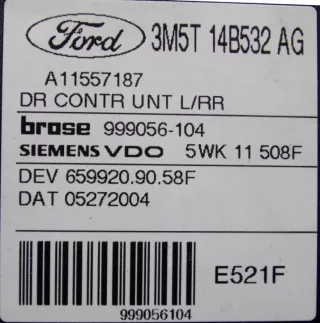 Ford 3M5T 14B532 AG
A11557187
DR CONTR UNT L/RR
brose 999056-104
SIEMENS VDO 5WK 11 508F
DEV 659920.90.58F
DAT 05272004
E521F
999056104